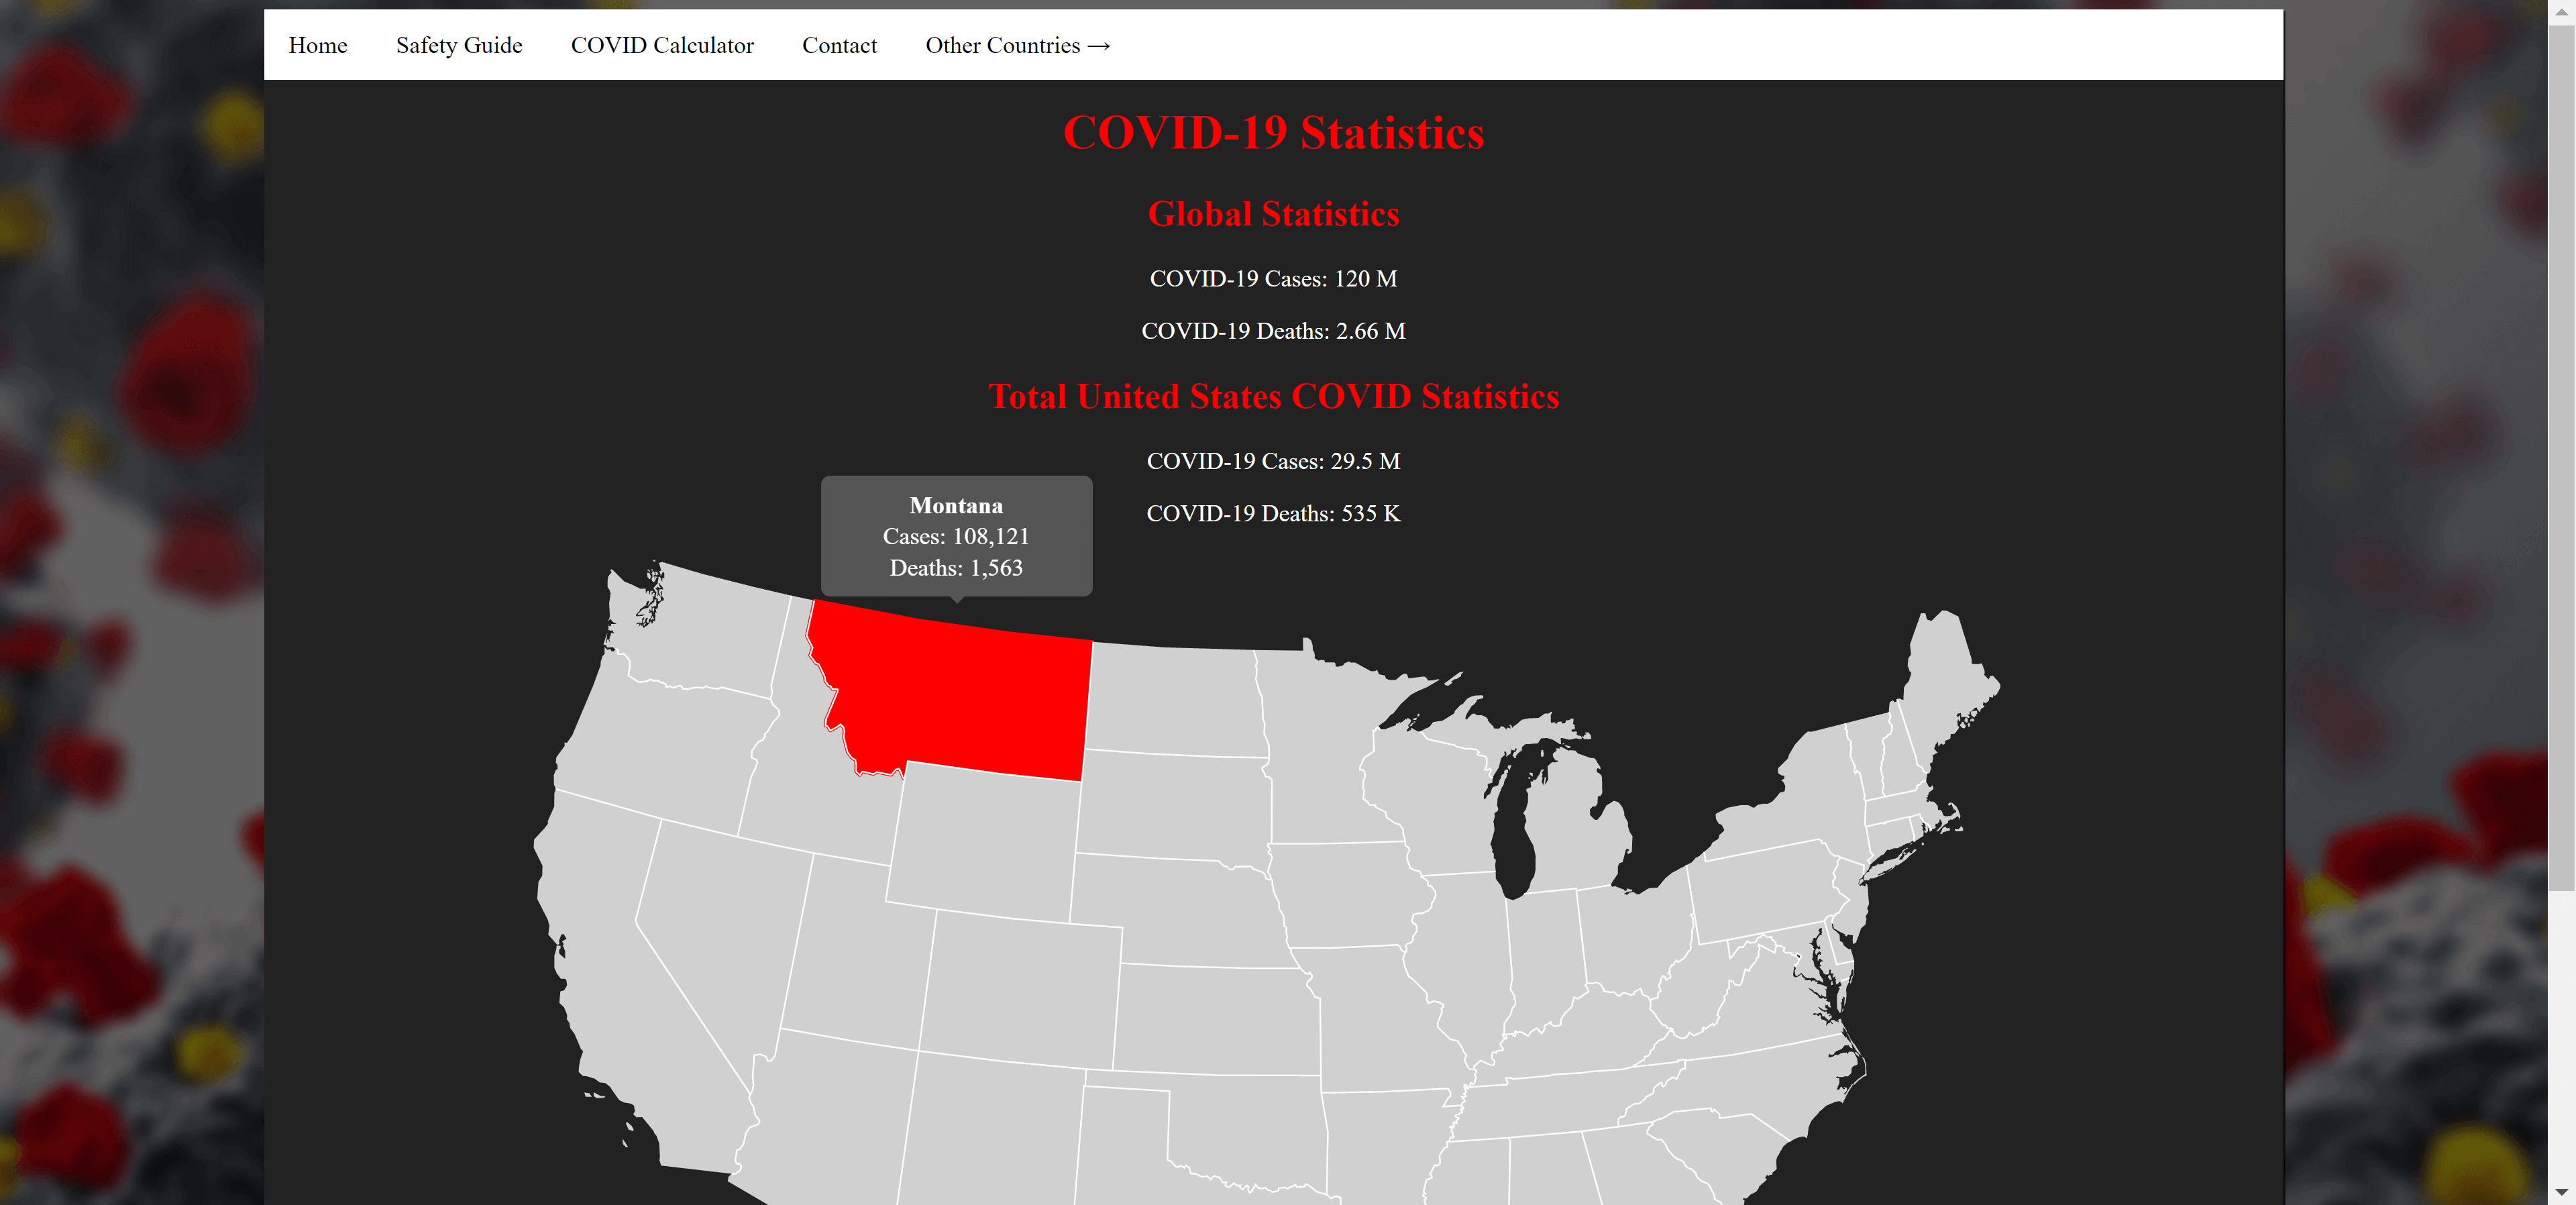 Home Safety Guide COVID Calculator Contact Other Countries →
COVID-19 Statistics
Global Statistics
COVID-19 Cases: 120 M
COVID-19 Deaths: 2.66 M
Total United States COVID Statistics
COVID-19 Cases: 29.5 M
COVID-19 Deaths: 535 K
Montana
Cases: 108,121
Deaths: 1,563